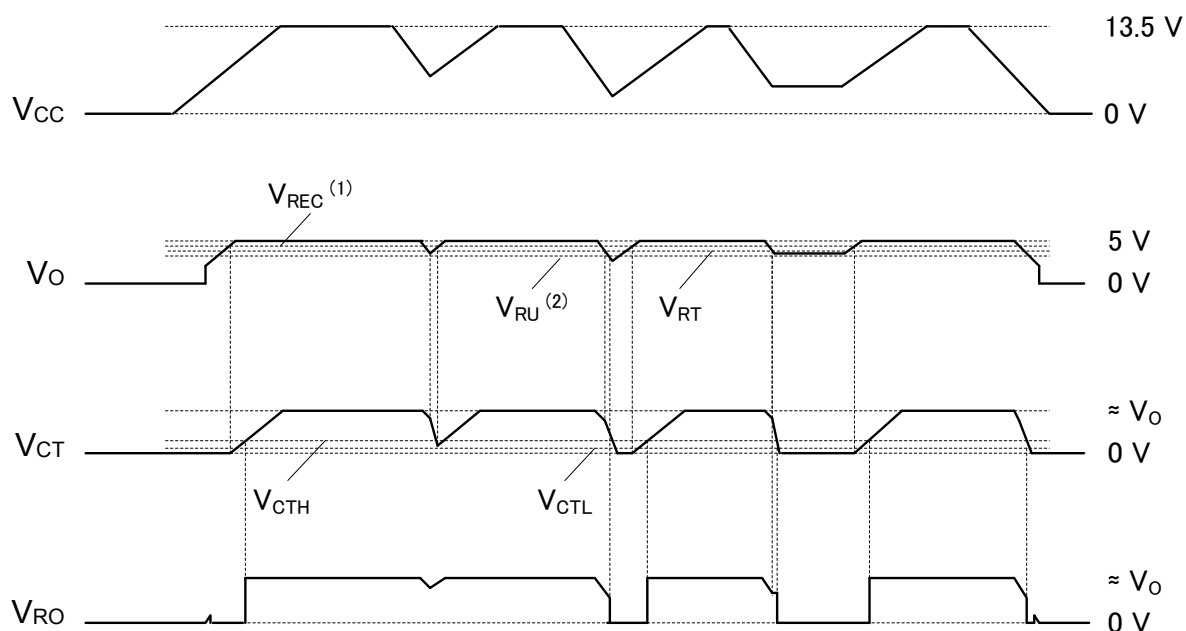 13.5 V
VCC
0 V
VREC (1)
5 V
VO
0 V
VRU (2)
VRT
≈ VO
VCT
0 V
VCTH
VCTL
≈ VO
VRO
0 V